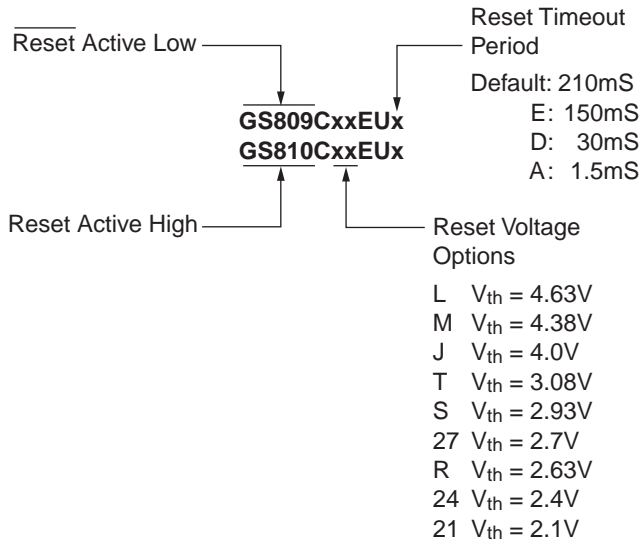 Reset Active Low
Reset Timeout
Period
Default: 210mS
E: 150mS
D: 30mS
A: 1.5mS
GS809CxxEUx
GS810CxxEUx
Reset Active High
Reset Voltage
Options
L Vth = 4.63V
M Vth = 4.38V
J Vth = 4.0V
T Vth = 3.08V
S Vth = 2.93V
27 Vth = 2.7V
R Vth = 2.63V
24 Vth = 2.4V
21 Vth = 2.1V